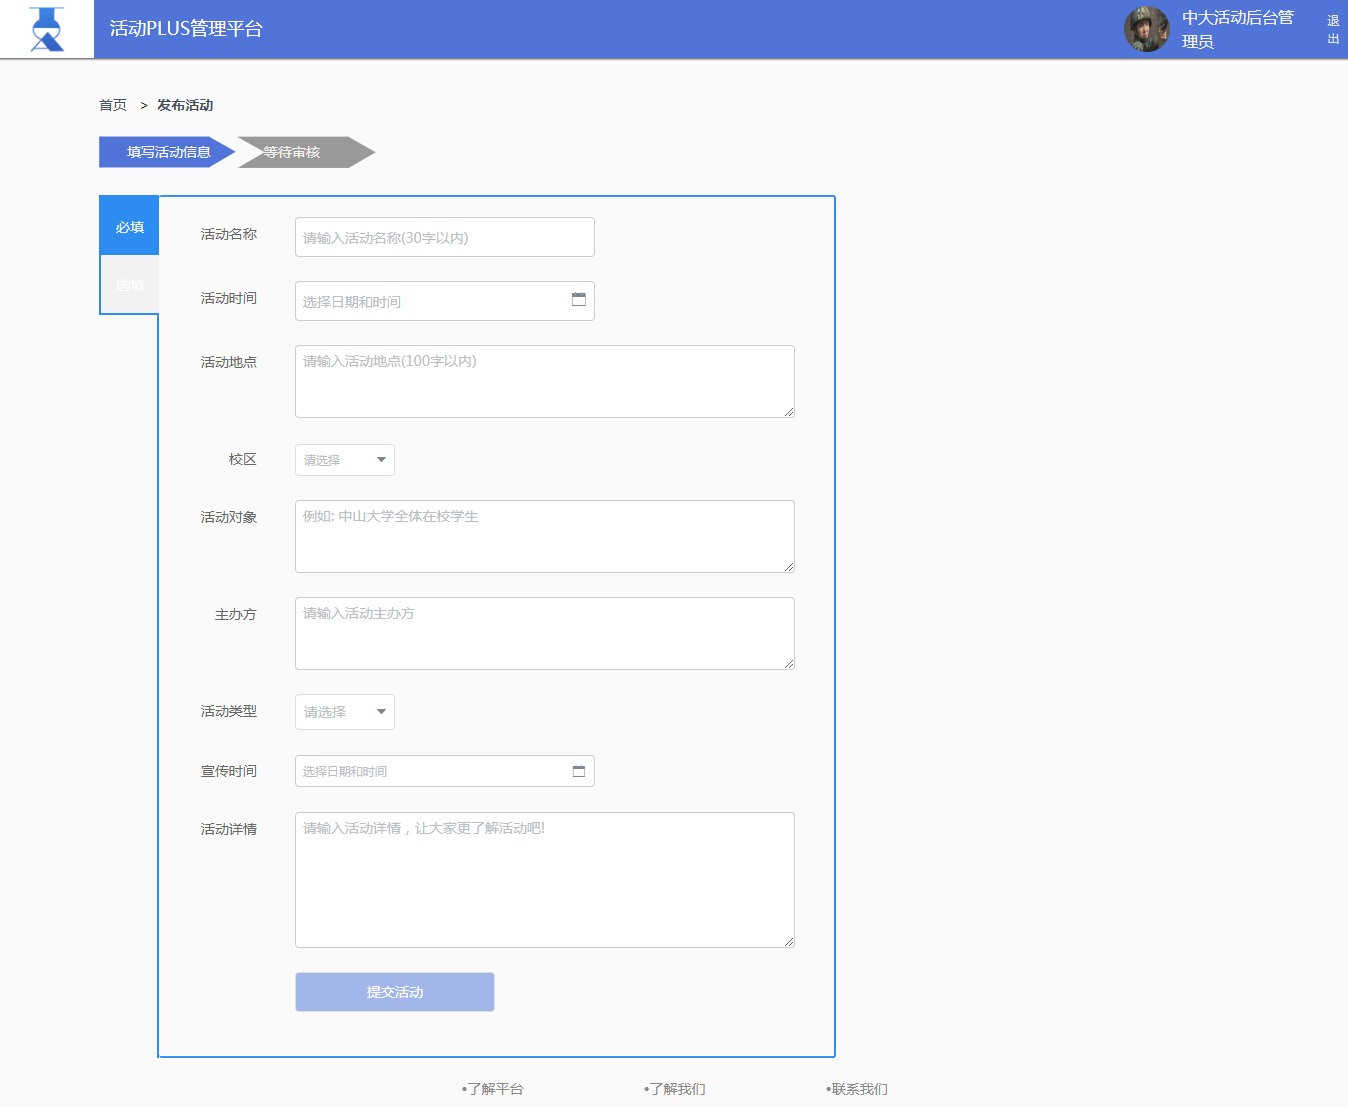 活动PLUS管理平台
中大活动后台管
理员
退
出
首页 > 发布活动
填写活动信息
等待审核
必填
选填
活动名称
请输入活动名称(30字以内)
活动时间
选择日期和时间
活动地点
请输入活动地点(100字以内)
校区
请选择
活动对象
例如: 中山大学全体在校学生
主办方
请输入活动主办方
活动类型
请选择
宣传时间
选择日期和时间
活动详情
请输入活动详情，让大家更了解活动吧!
提交活动
•了解平台
•了解我们
•联系我们